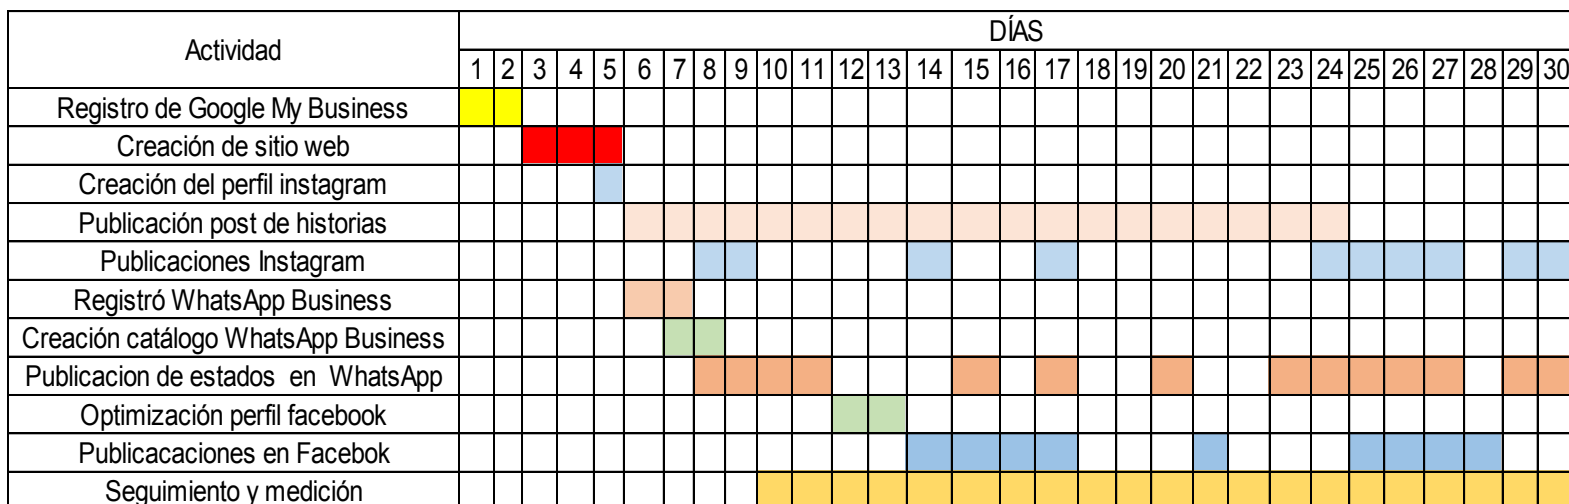 Actividad
DÍAS
1 2 3 4 5 6 7 8 9 10 11 12 13 14 15 16 17 18 19 20 21 22 23 24 25 26 27 28 29 30
Registro de Google My Business
Creación de sitio web
Creación del perfil instagram
Publicación post de historias
Publicaciones Instagram
Registró WhatsApp Business
Creación catálogo WhatsApp Business
Publicacion de estados en WhatsApp
Optimización perfil facebook
Publicacaciones en Facebok
Seguimiento y medición